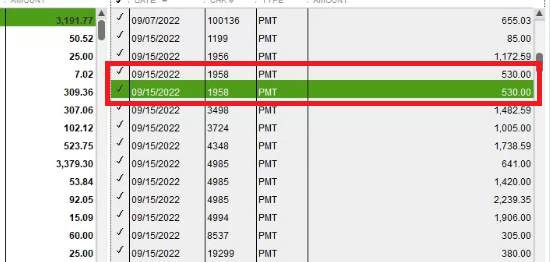 AMOUNT ✓ DATE CHK # TYPE AMOUNT
3,191.77 ✓ 09/07/2022 100136 PMT 655.03
50.52 ✓ 09/15/2022 1199 PMT 85.00
25.00 ✓ 09/15/2022 1956 PMT 1,172.59
7.02 ✓ 09/15/2022 1958 PMT 530.00
309.36 ✓ 09/15/2022 1958 PMT 530.00
307.06 ✓ 09/15/2022 3498 PMT 1,482.59
102.12 ✓ 09/15/2022 3724 PMT 1,005.00
523.75 ✓ 09/15/2022 4348 PMT 1,738.59
3,379.30 ✓ 09/15/2022 4985 PMT 641.00
53.84 ✓ 09/15/2022 4985 PMT 1,420.00
92.05 ✓ 09/15/2022 4985 PMT 2,239.35
15.09 ✓ 09/15/2022 4994 PMT 1,906.00
60.00 ✓ 09/15/2022 8537 PMT 305.00
25.00 ✓ 09/15/2022 19299 PMT 380.00